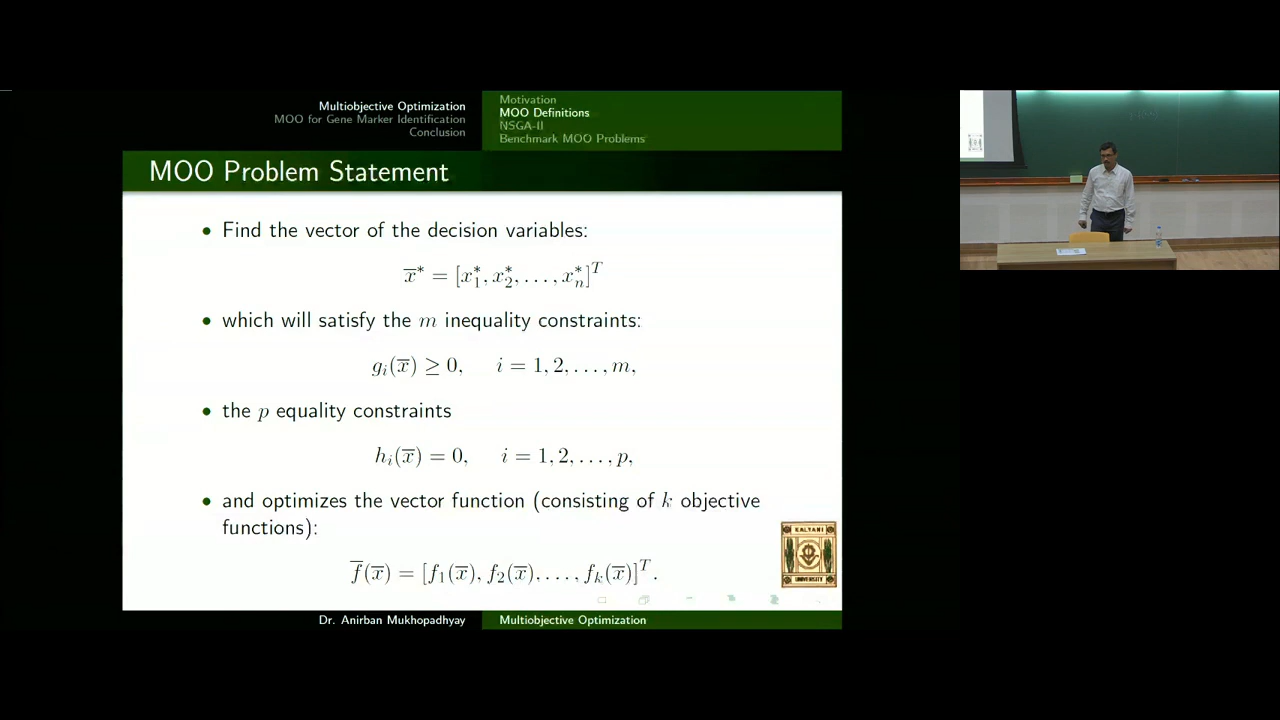 Multiobjective Optimization
MOO for Gene Marker Identification
Conclusion
Motivation
MOO Definitions
NSGA-II
Benchmark MOO Problems
MOO Problem Statement
• Find the vector of the decision variables:
x̅* = [x₁*, x₂*, . . . , xₙ*]ᵀ
• which will satisfy the m inequality constraints:
gᵢ(x̅) ≥ 0, i = 1, 2, . . . , m,
• the p equality constraints
hᵢ(x̅) = 0, i = 1, 2, . . . , p,
• and optimizes the vector function (consisting of k objective
functions):
f̅(x̅) = [f₁(x̅), f₂(x̅), . . . , fₖ(x̅)]ᵀ.
KALYANI
UNIVERSITY
Dr. Anirban Mukhopadhyay
Multiobjective Optimization